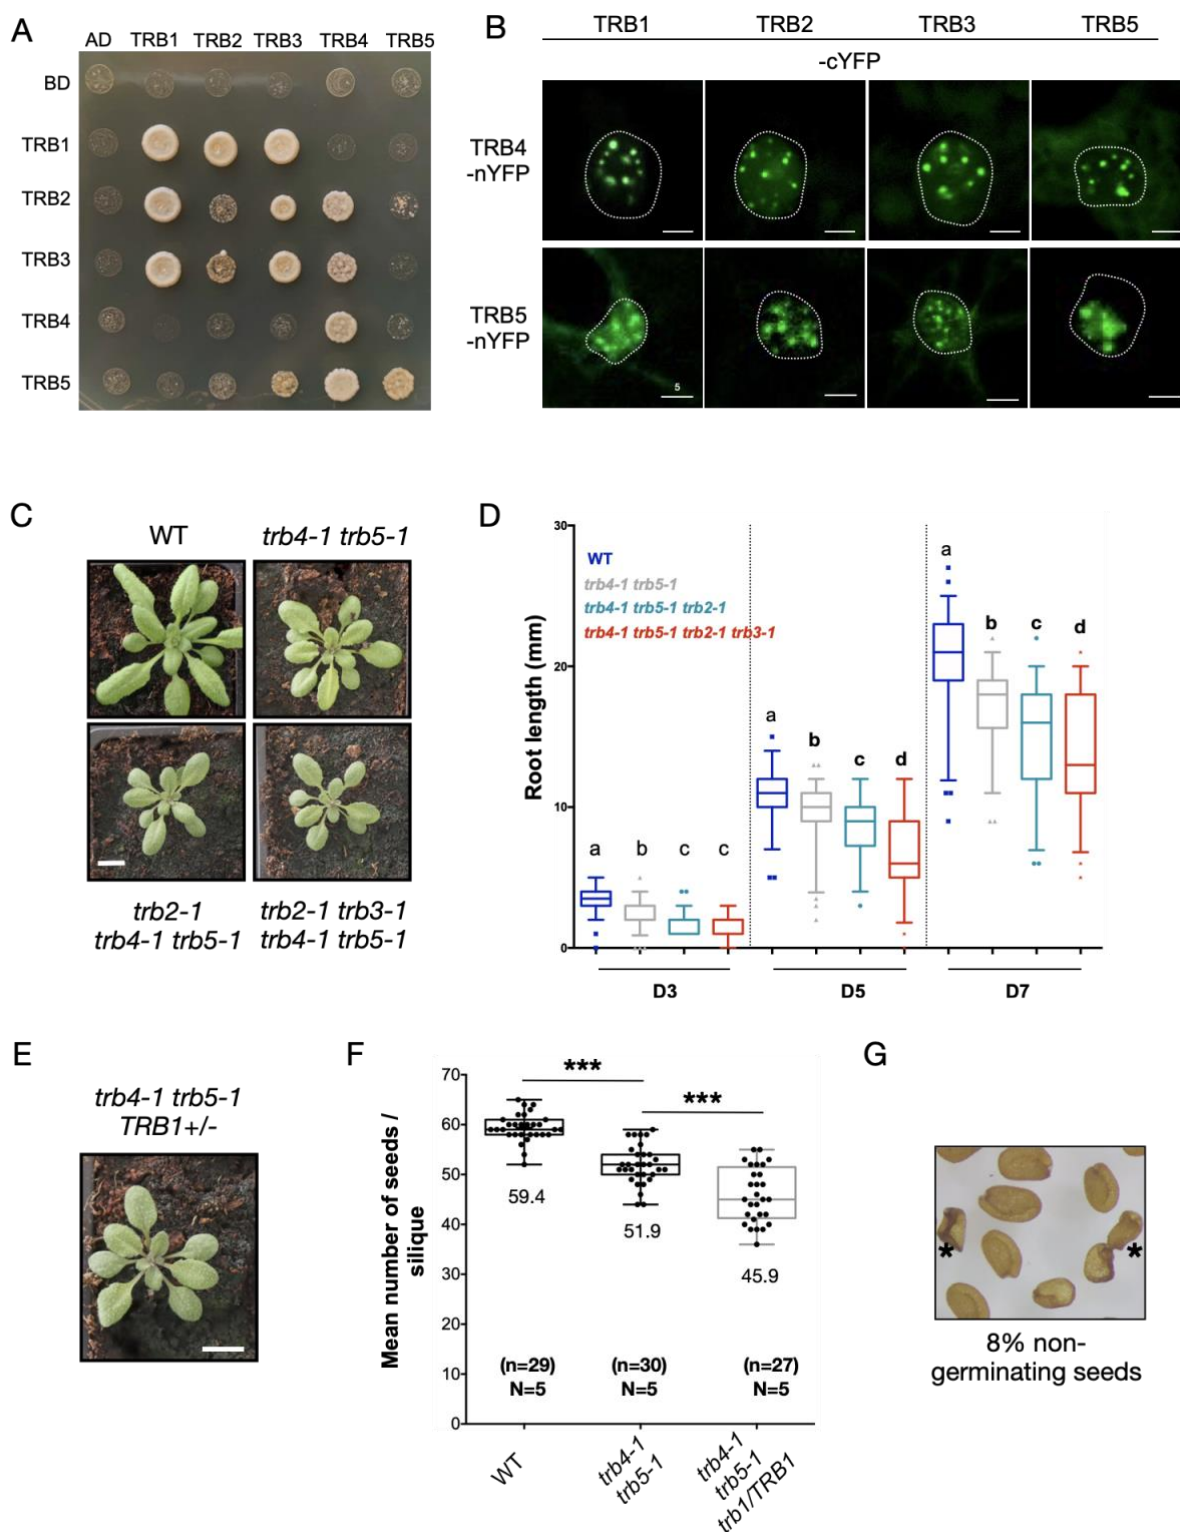 A
AD TRB1 TRB2 TRB3 TRB4 TRB5
BD
TRB1
TRB2
TRB3
TRB4
TRB5
B
TRB1 TRB2 TRB3 TRB5
-cYFP
TRB4
-nYFP
TRB5
-nYFP
5
C
WT trb4-1 trb5-1
trb2-1
trb4-1 trb5-1
trb2-1 trb3-1
trb4-1 trb5-1
D
Root length (mm)
30
20
10
0
WT
trb4-1 trb5-1
trb4-1 trb5-1 trb2-1
trb4-1 trb5-1 trb2-1 trb3-1
a b c c
a b c d
a b c d
D3 D5 D7
E
trb4-1 trb5-1
TRB1+/-
F
Mean number of seeds /
silique
70
60
50
40
30
20
10
0
***
***
59.4
51.9
45.9
(n=29)
N=5
(n=30)
N=5
(n=27)
N=5
WT
trb4-1
trb5-1
trb4-1
trb5-1
trb1/TRB1
G
* *
8% non-
germinating seeds